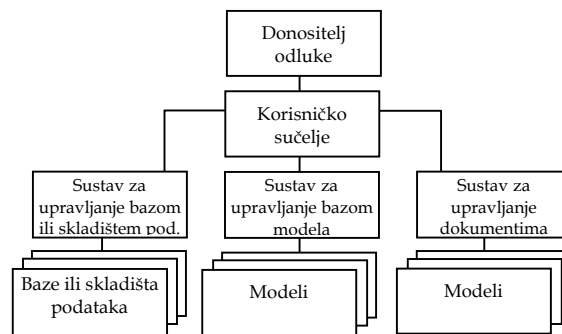 Donositelj
odluke
Korisničko
sučelje
Sustav za
upravljanje bazom
ili skladištem pod.
Sustav za
upravljanje bazom
modela
Sustav za
upravljanje
dokumentima
Baze ili skladišta
podataka
Modeli
Modeli